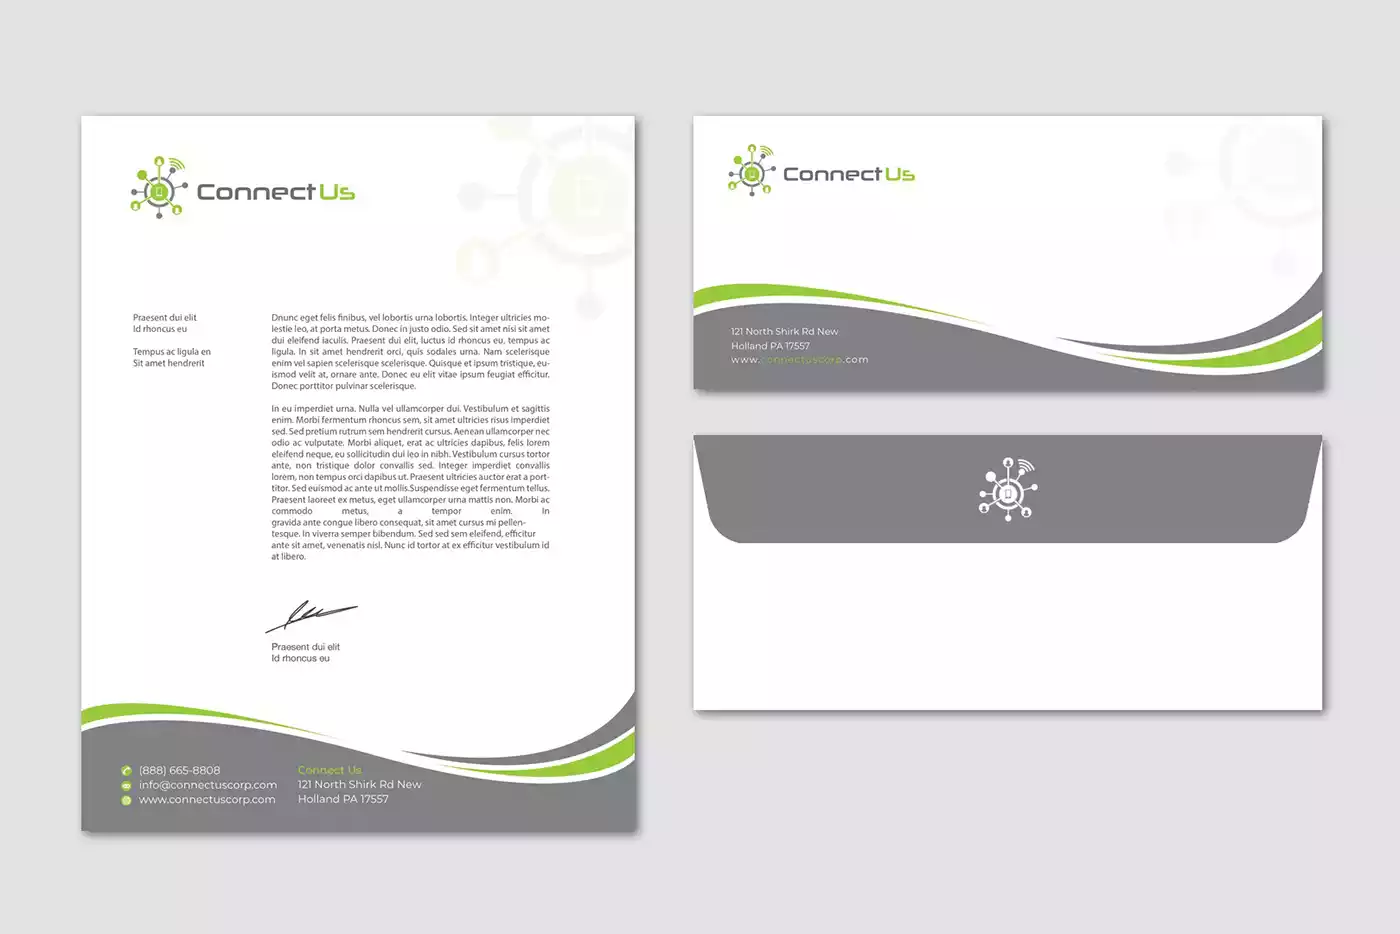 ConnectUs
Praesent dui elit
Id rhoncus eu
Tempus ac ligula en
Sit amet hendrerit
Dnunc eget felis finibus, vel lobortis urna lobortis. Integer ultricies mo-
lestie leo, at porta metus. Donec in justo odio. Sed sit amet nisi sit amet
dui eleifend iaculis. Praesent dui elit, luctus id rhoncus eu, tempus ac
ligula. In sit amet hendrerit orci, quis sodales urna. Nam scelerisque
enim vel sapien scelerisque scelerisque. Quisque et ipsum tristique, eu-
ismod velit at, ornare ante. Donec eu elit vitae ipsum feugiat efficitur.
Donec porttitor pulvinar scelerisque.
In eu imperdiet urna. Nulla vel ullamcorper dui. Vestibulum et sagittis
enim. Morbi fermentum rhoncus sem, sit amet ultricies risus imperdiet
sed. Sed pretium rutrum sem hendrerit cursus. Aenean ullamcorper nec
odio ac vulputate. Morbi aliquet, erat ac ultricies dapibus, felis lorem
eleifend neque, eu sollicitudin dui leo in nibh. Vestibulum cursus tortor
ante, non tristique dolor convallis sed. Integer imperdiet convallis
lorem, non tempus orci dapibus ut. Praesent ultricies auctor erat a port-
titor. Sed euismod ac ante ut mollis.Suspendisse eget fermentum tellus.
Praesent laoreet ex metus, eget ullamcorper urna mattis non. Morbi ac
commodo metus, a tempor enim. In
gravida ante congue libero consequat, sit amet cursus mi pellen-
tesque. In viverra semper bibendum. Sed sed sem eleifend, efficitur
ante sit amet, venenatis nisl. Nunc id tortor at ex efficitur vestibulum id
at libero.
Praesent dui elit
Id rhoncus eu
(888) 665-8808
info@connectuscorp.com
www.connectuscorp.com
Connect Us
121 North Shirk Rd New
Holland PA 17557
ConnectUs
121 North Shirk Rd New
Holland PA 17557
www.connectuscorp.com